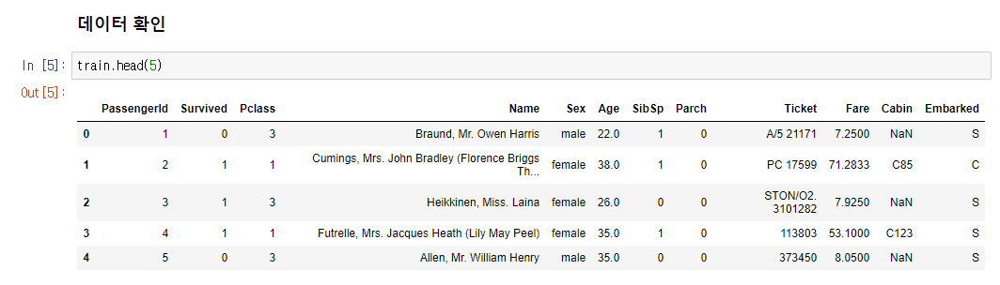 데이터 확인
In [5]: train.head(5)
Out[5]:
PassengerId Survived Pclass Name Sex Age SibSp Parch Ticket Fare Cabin Embarked
0 1 0 3 Braund, Mr. Owen Harris male 22.0 1 0 A/5 21171 7.2500 NaN S
1 2 1 1 Cumings, Mrs. John Bradley (Florence Briggs Th... female 38.0 1 0 PC 17599 71.2833 C85 C
2 3 1 3 Heikkinen, Miss. Laina female 26.0 0 0 STON/O2. 3101282 7.9250 NaN S
3 4 1 1 Futrelle, Mrs. Jacques Heath (Lily May Peel) female 35.0 1 0 113803 53.1000 C123 S
4 5 0 3 Allen, Mr. William Henry male 35.0 0 0 373450 8.0500 NaN S